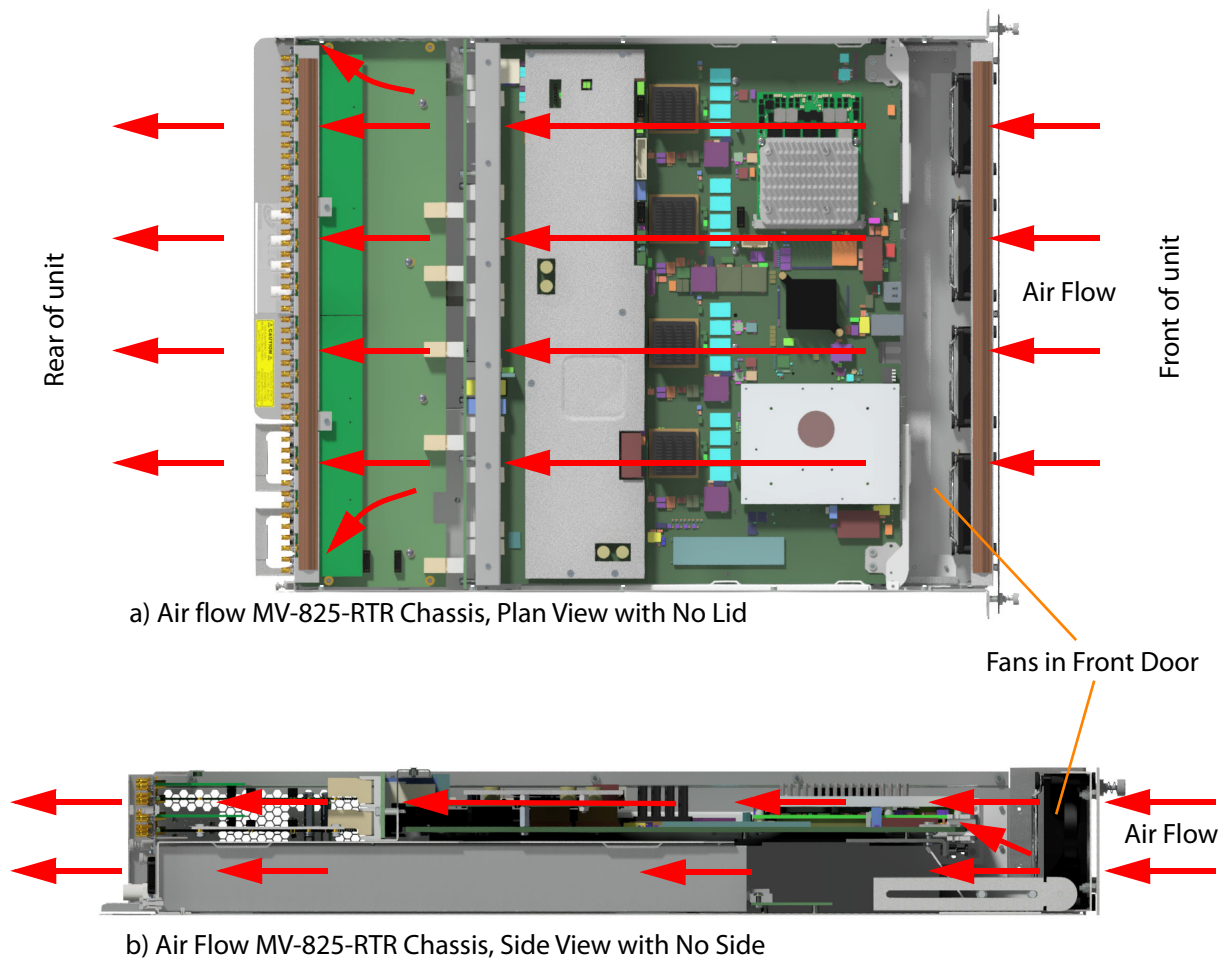 Rear of unit
CAUTION
Air Flow
Front of unit
a) Air flow MV-825-RTR Chassis, Plan View with No Lid
Fans in Front Door
Air Flow
b) Air Flow MV-825-RTR Chassis, Side View with No Side